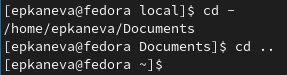 [epkaneva@fedora local]$ cd -
/home/epkaneva/Documents
[epkaneva@fedora Documents]$ cd ..
[epkaneva@fedora ~]$